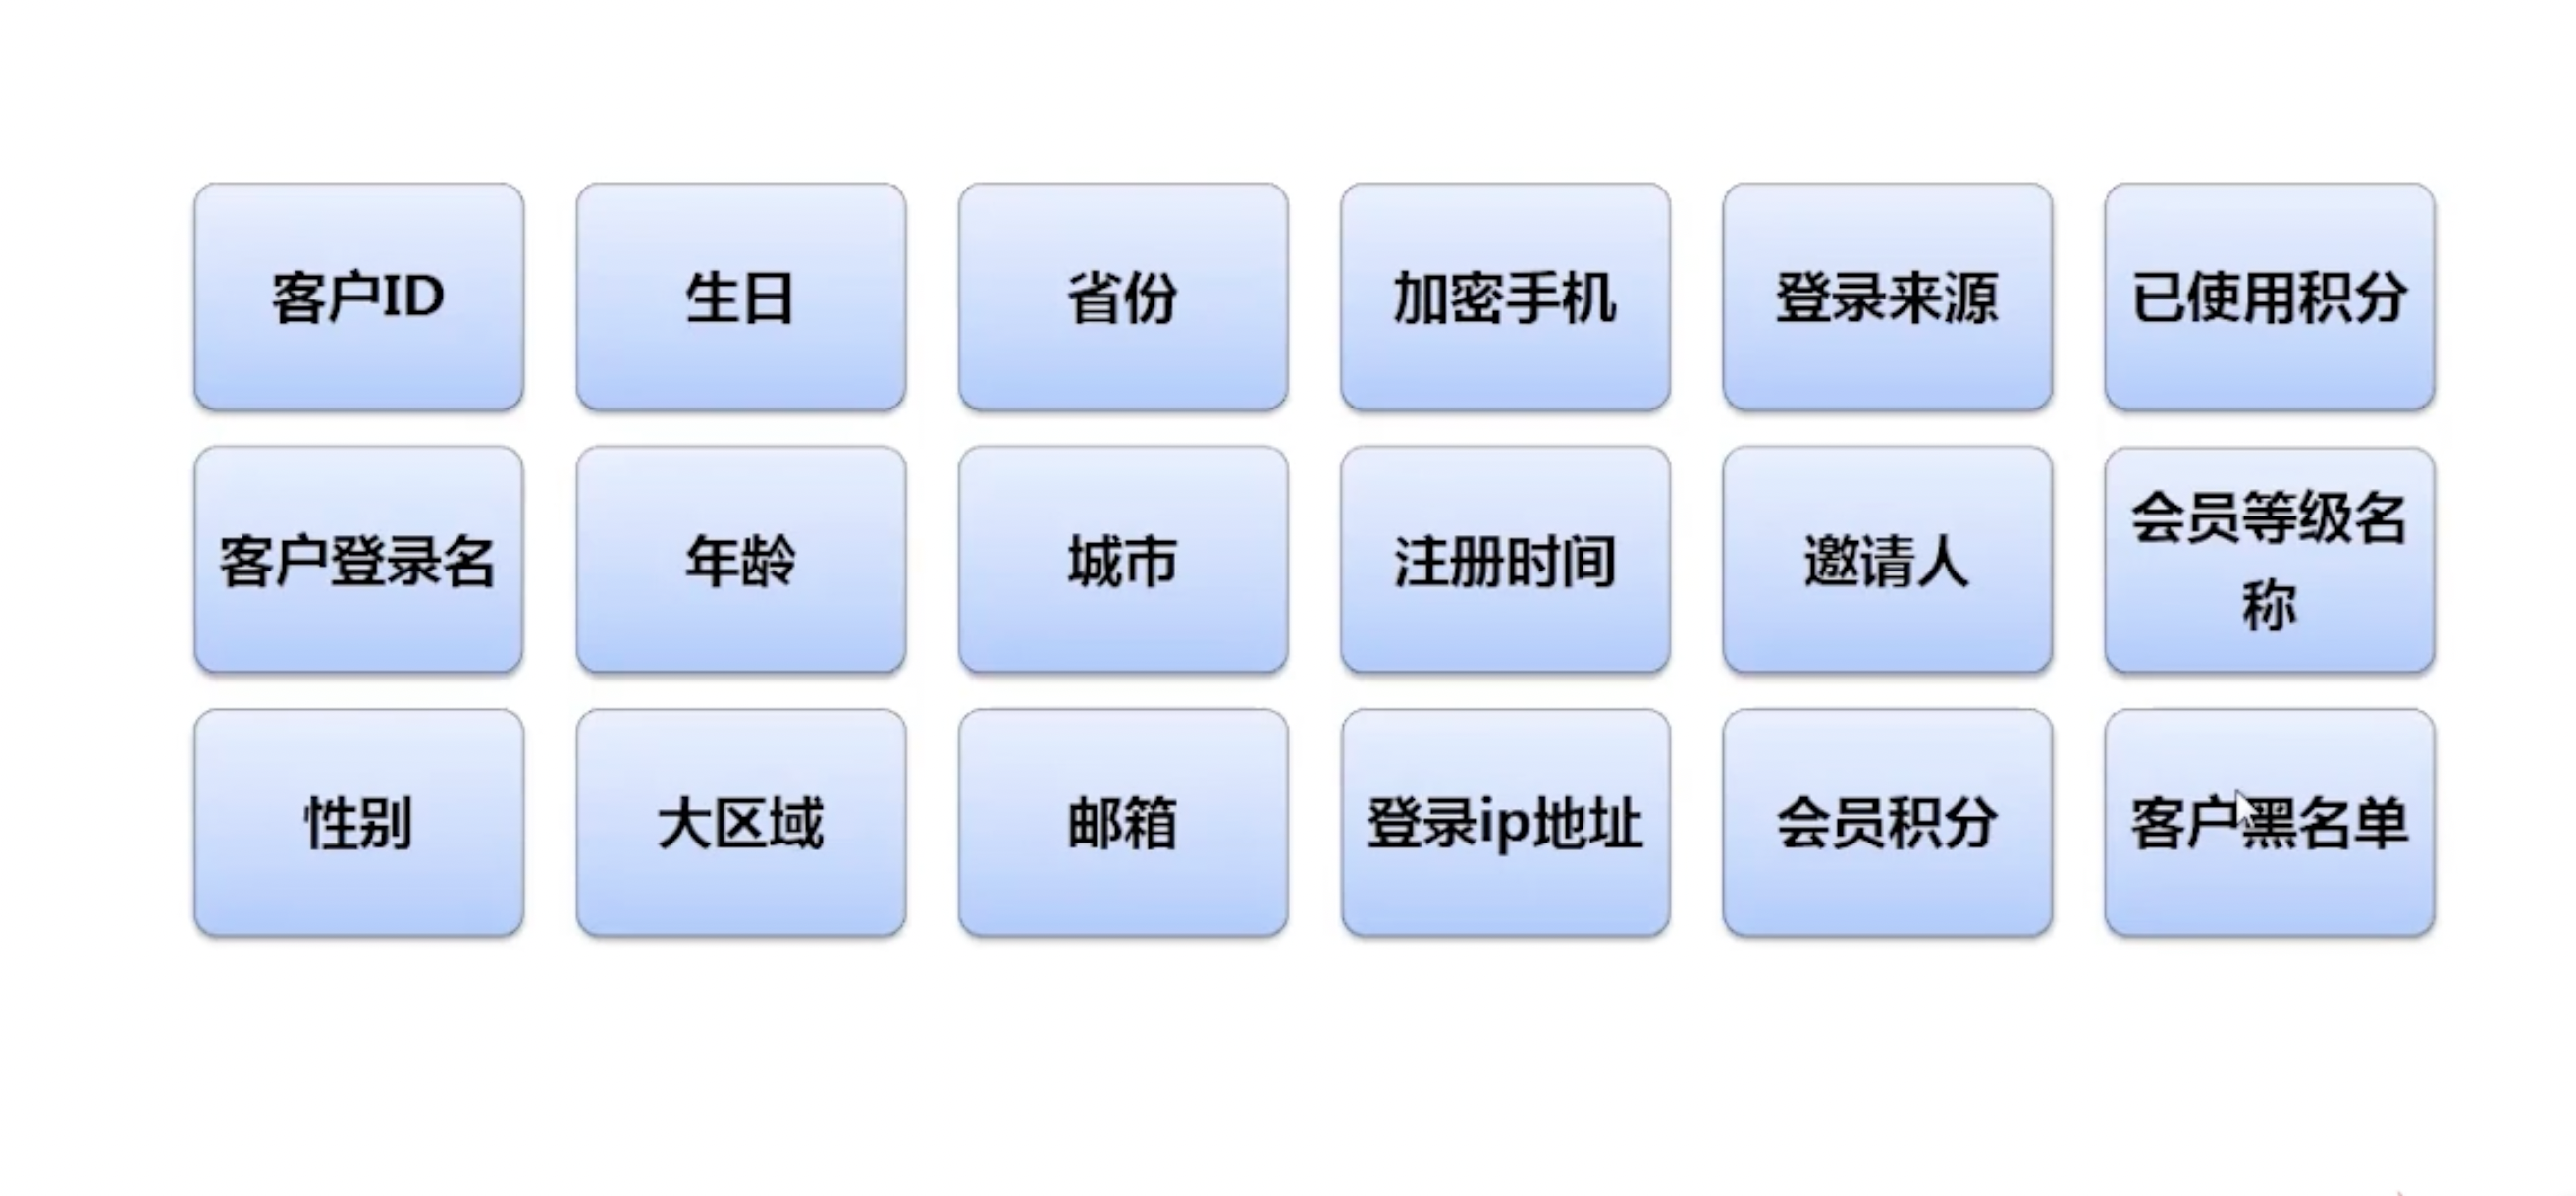 客户ID
生日
省份
加密手机
登录来源
已使用积分
客户登录名
年龄
城市
注册时间
邀请人
会员等级名
称
性别
大区域
邮箱
登录ip地址
会员积分
客户黑名单